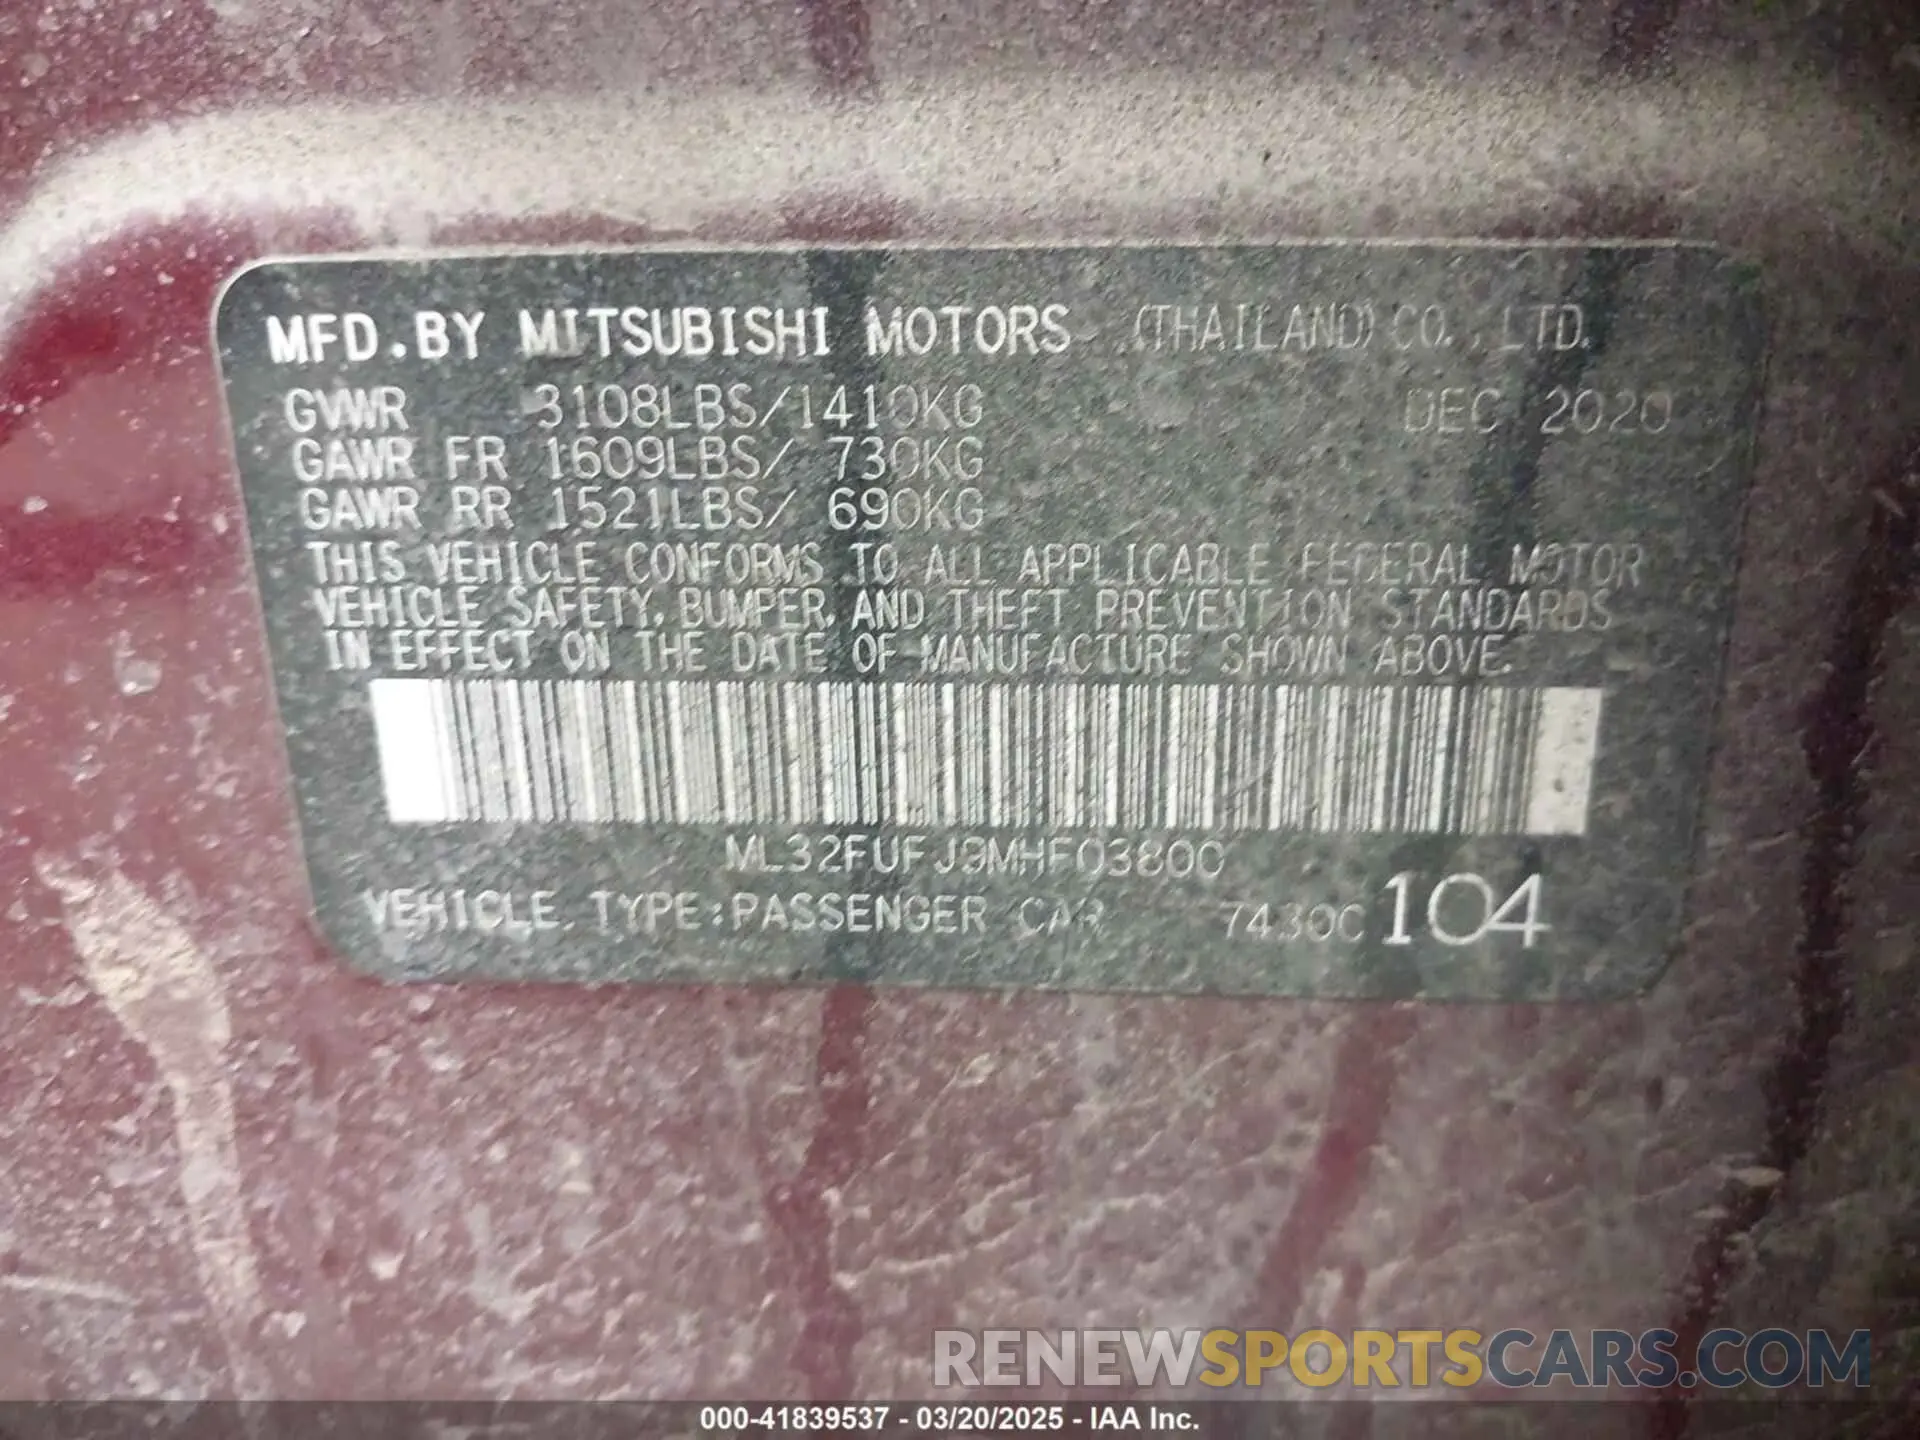 MFD.BY MITSUBISHI MOTORS (THAILAND) CO., LTD.
GVWR 3108LBS/1410KG DEC 2020
GAWR FR 1609LBS/ 730KG
GAWR RR 1521LBS/ 690KG
THIS VEHICLE CONFORMS TO ALL APPLICABLE FEDERAL MOTOR
VEHICLE SAFETY, BUMPER, AND THEFT PREVENTION STANDARDS
IN EFFECT ON THE DATE OF MANUFACTURE SHOWN ABOVE.
ML32FUFJ9MHF03800
VEHICLE TYPE:PASSENGER CAR 7430C 104
RENEWSPORTSCARS.COM
000-41839537 - 03/20/2025 - IAA Inc.